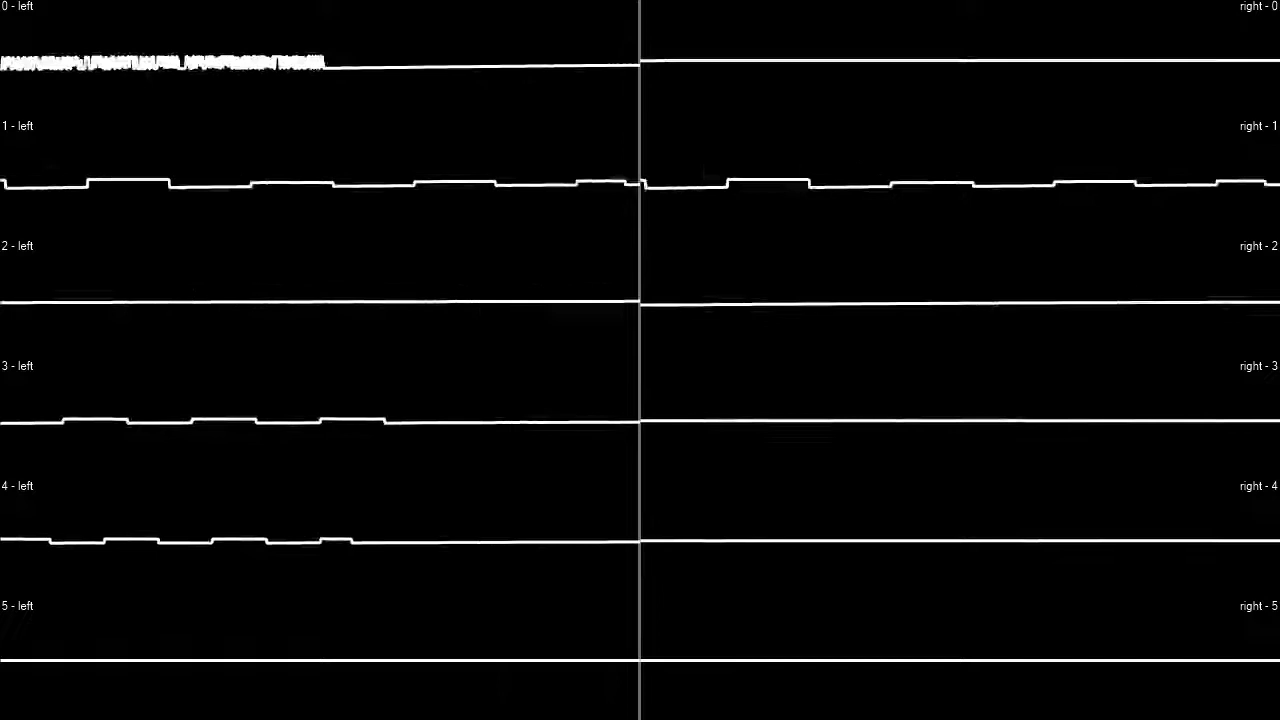 0 - left
right - 0
1 - left
right - 1
2 - left
right - 2
3 - left
right - 3
4 - left
right - 4
5 - left
right - 5